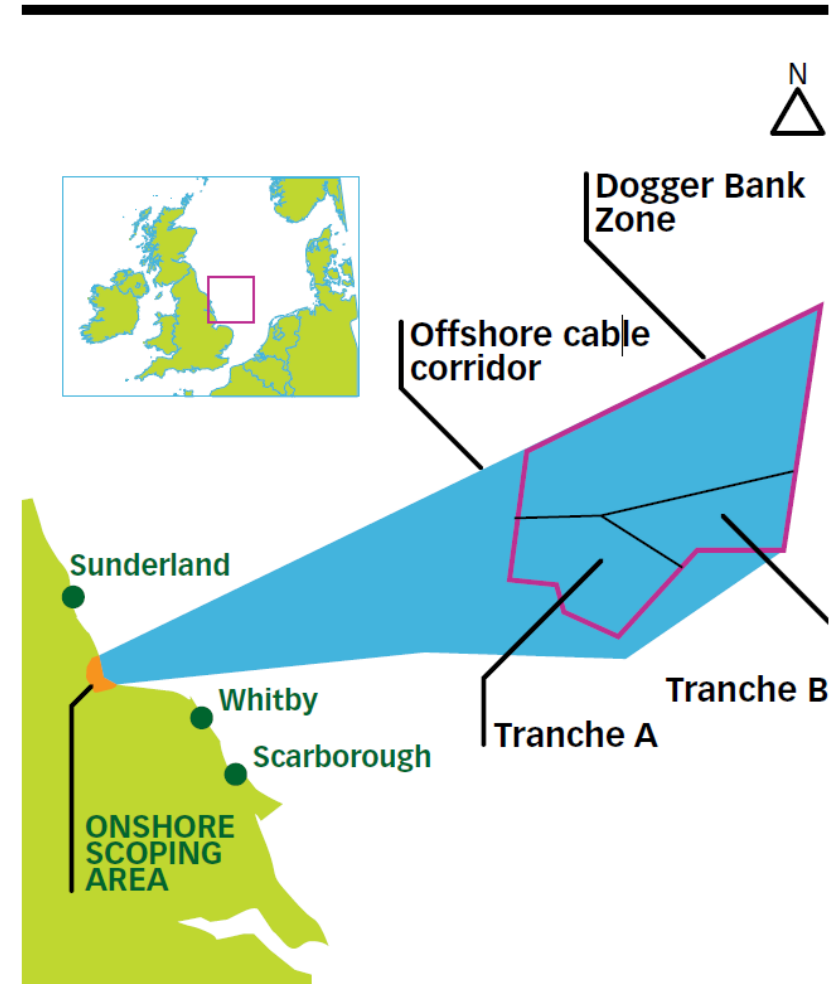 N
Dogger Bank
Zone
Offshore cable
corridor
Sunderland
Whitby
Tranche B
Tranche A
Scarborough
ONSHORE
SCOPING
AREA